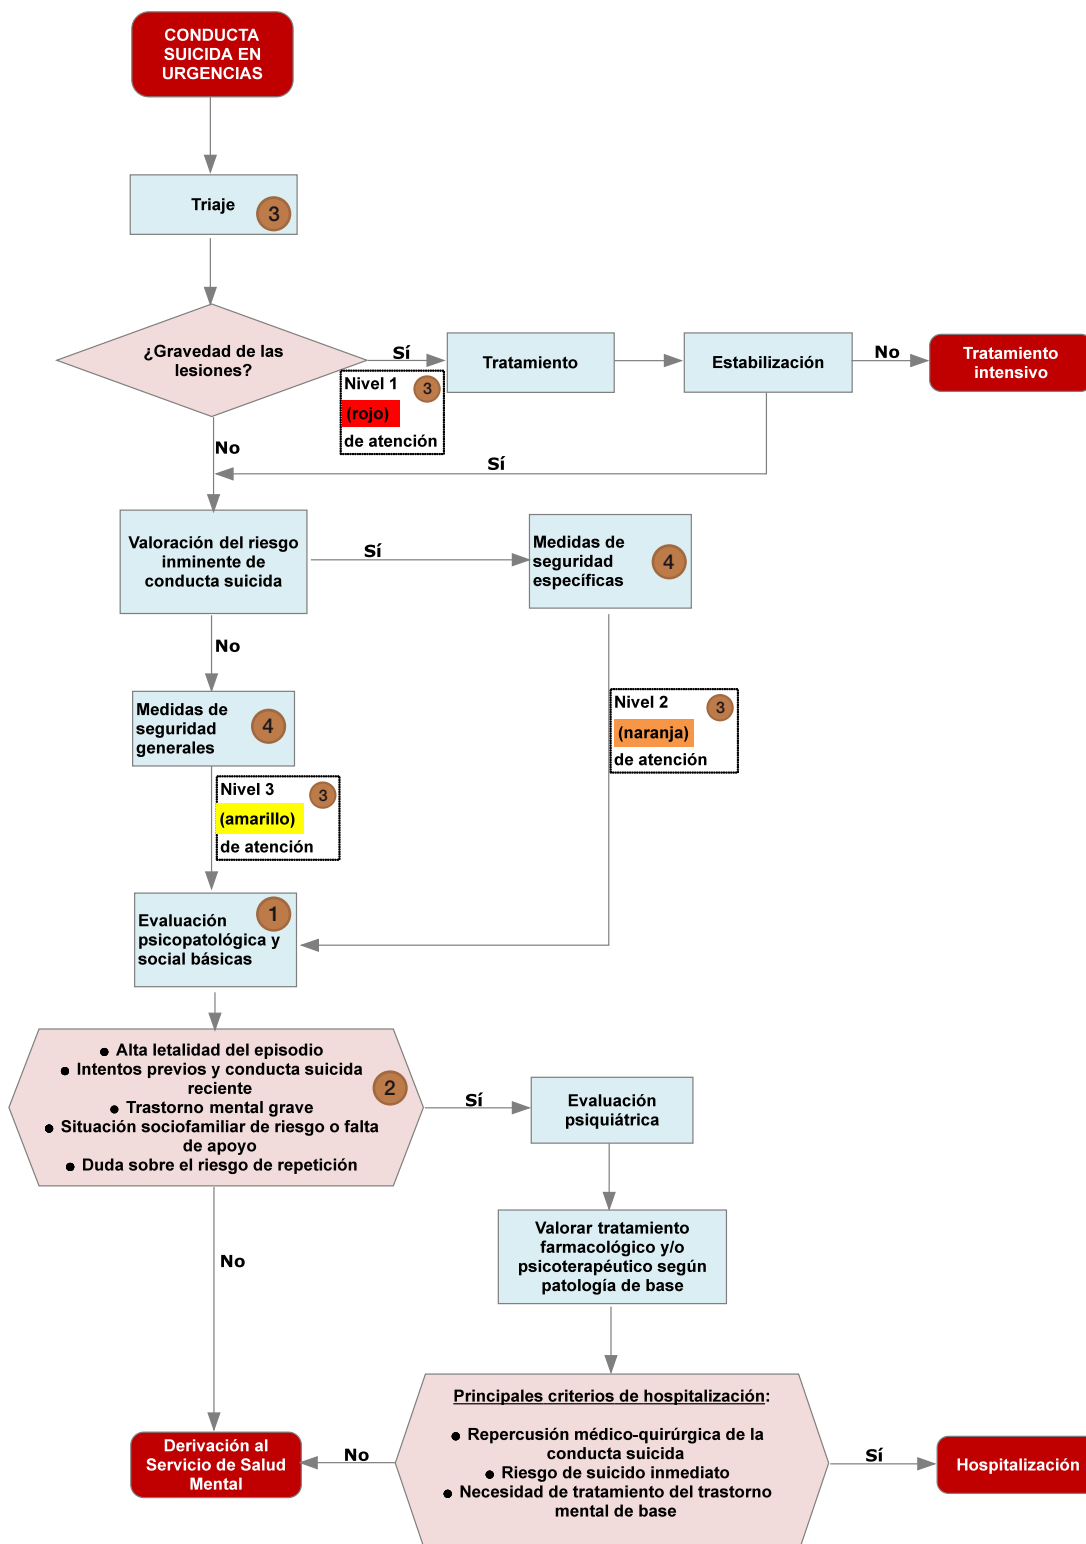 CONDUCTA
SUICIDA EN
URGENCIAS
Triaje
3
¿Gravedad de las
lesiones?
Sí
Tratamiento
Estabilización
No
Tratamiento
intensivo
Nivel 1
3
(rojo)
de atención
No
Sí
Valoración del riesgo
inminente de
conducta suicida
Sí
Medidas de
seguridad
específicas
4
No
Medidas de
seguridad
generales
4
Nivel 2
3
(naranja)
de atención
Nivel 3
3
(amarillo)
de atención
Evaluación
psicopatológica y
social básicas
1
● Alta letalidad del episodio
● Intentos previos y conducta suicida
reciente
● Trastorno mental grave
● Situación sociofamiliar de riesgo o falta
de apoyo
● Duda sobre el riesgo de repetición
2
Sí
Evaluación
psiquiátrica
Valorar tratamiento
farmacológico y/o
psicoterapéutico según
patología de base
No
Principales criterios de hospitalización:
● Repercusión médico-quirúrgica de la
conducta suicida
● Riesgo de suicido inmediato
● Necesidad de tratamiento del trastorno
mental de base
No
Derivación al
Servicio de Salud
Mental
Sí
Hospitalización